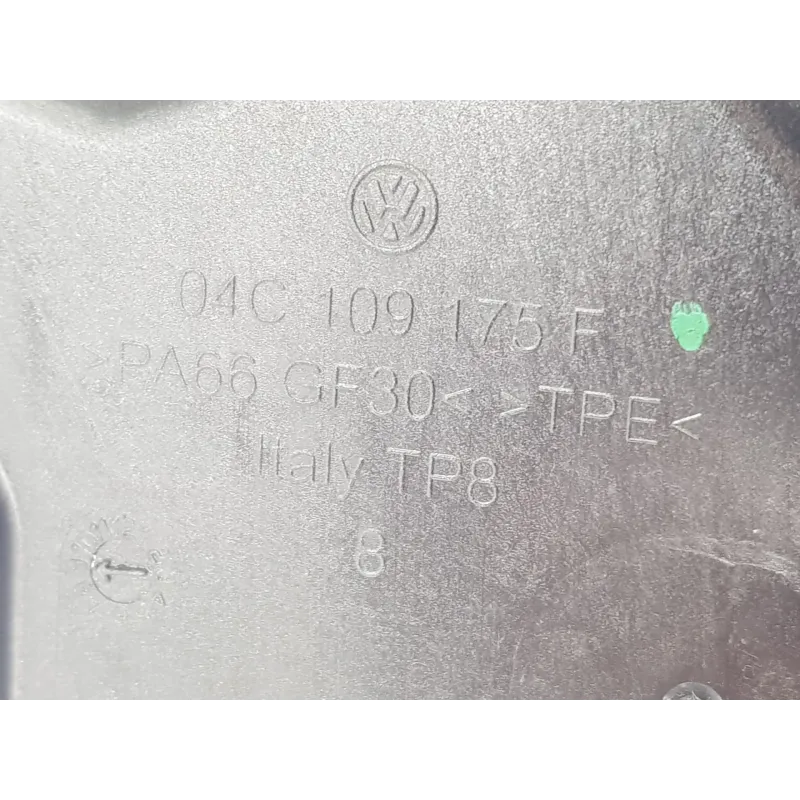 04C 109 175 F
>PA66 GF30< >TPE<
Italy TP8
8